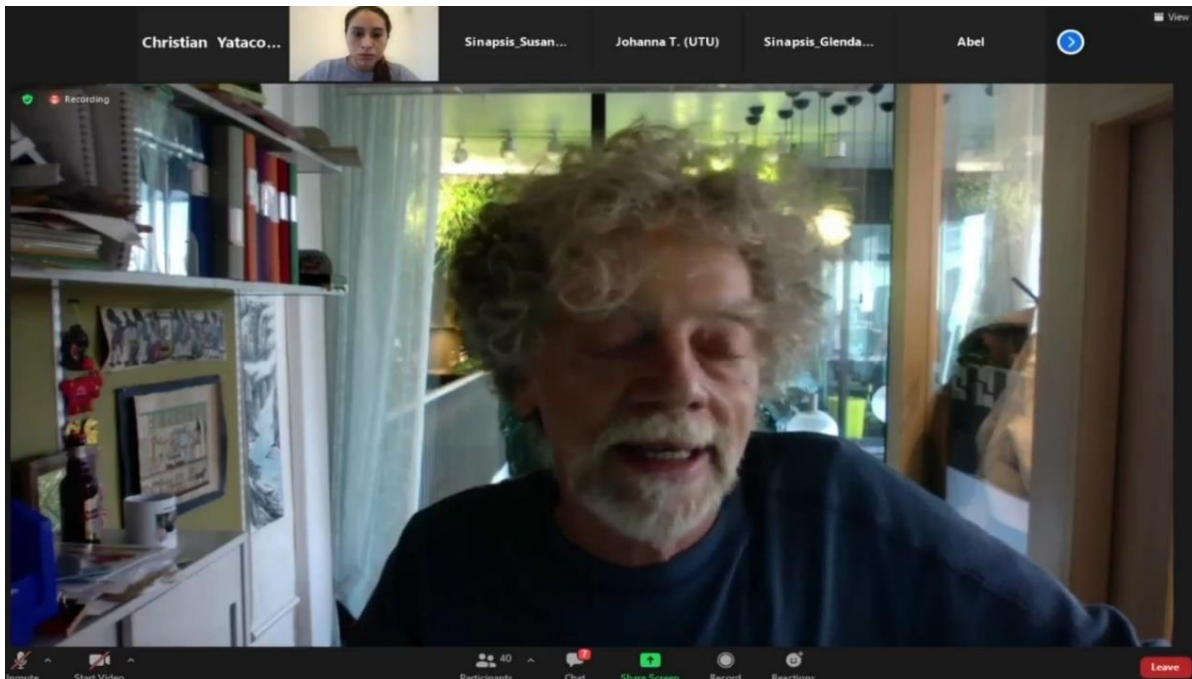 View
Christian Yataco...
Sinapsis_Susan...
Johanna T. (UTU)
Sinapsis_Glenda...
Abel
Recording
40
7
Start Video
Participants
Chat
Share Screen
Record
Reactions
Leave